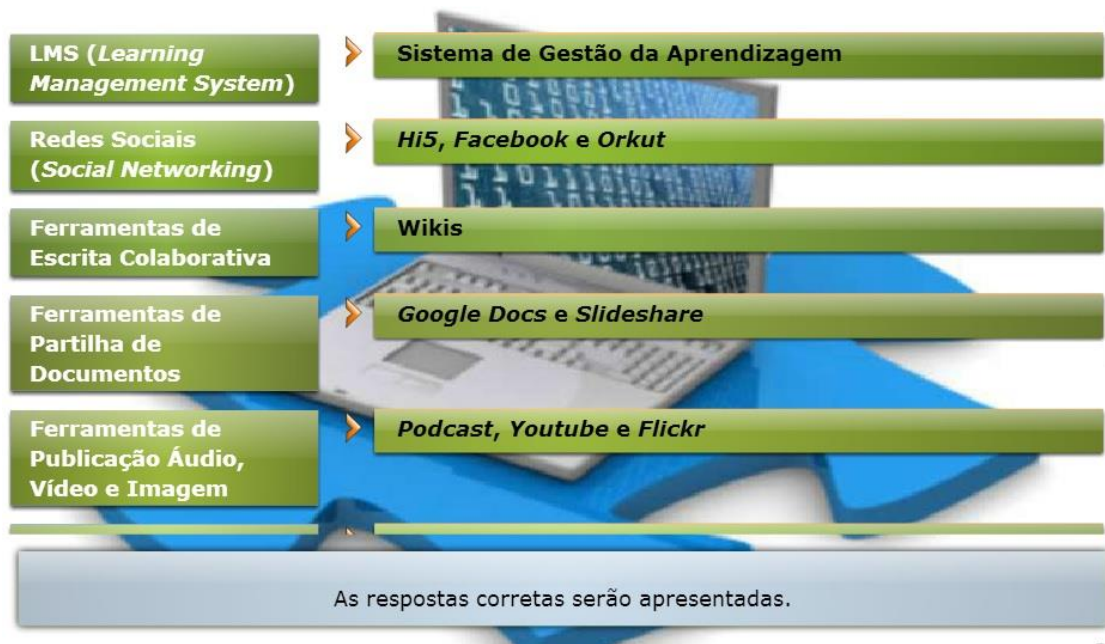 LMS (Learning
Management System)
Sistema de Gestão da Aprendizagem
Redes Sociais
(Social Networking)
Hi5, Facebook e Orkut
Ferramentas de
Escrita Colaborativa
Wikis
Ferramentas de
Partilha de
Documentos
Google Docs e Slideshare
Ferramentas de
Publicação Áudio,
Vídeo e Imagem
Podcast, Youtube e Flickr
As respostas corretas serão apresentadas.